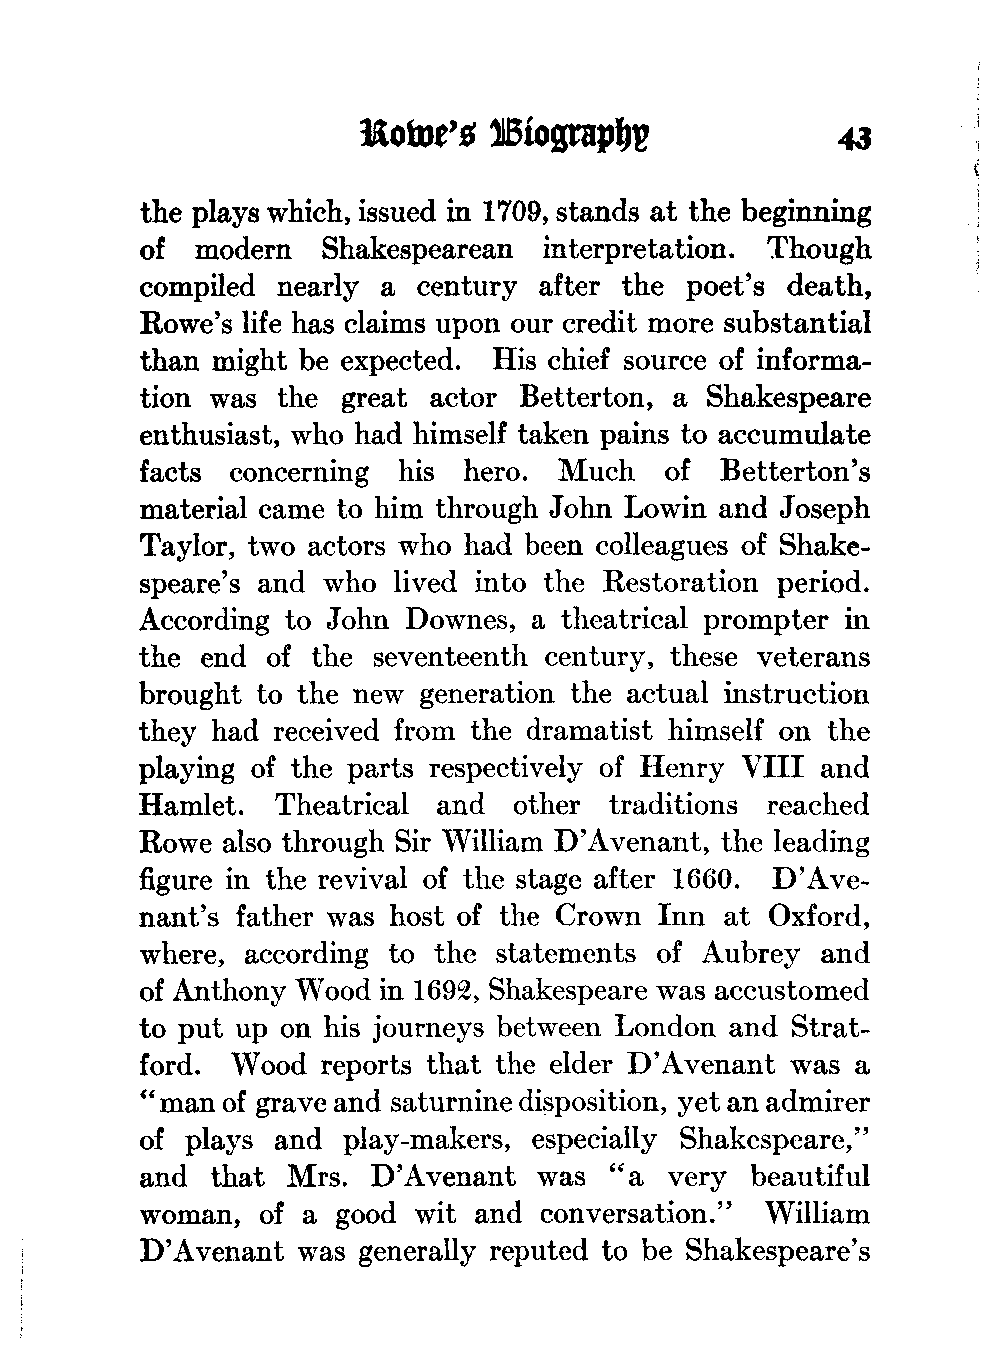 Rowe's Biography 43
the plays which, issued in 1709, stands at the beginning
of modern Shakespearean interpretation. Though
compiled nearly a century after the poet's death,
Rowe's life has claims upon our credit more substantial
than might be expected. His chief source of informa-
tion was the great actor Betterton, a Shakespeare
enthusiast, who had himself taken pains to accumulate
facts concerning his hero. Much of Betterton's
material came to him through John Lowin and Joseph
Taylor, two actors who had been colleagues of Shake-
speare's and who lived into the Restoration period.
According to John Downes, a theatrical prompter in
the end of the seventeenth century, these veterans
brought to the new generation the actual instruction
they had received from the dramatist himself on the
playing of the parts respectively of Henry VIII and
Hamlet. Theatrical and other traditions reached
Rowe also through Sir William D'Avenant, the leading
figure in the revival of the stage after 1660. D'Ave-
nant's father was host of the Crown Inn at Oxford,
where, according to the statements of Aubrey and
of Anthony Wood in 1692, Shakespeare was accustomed
to put up on his journeys between London and Strat-
ford. Wood reports that the elder D'Avenant was a
"man of grave and saturnine disposition, yet an admirer
of plays and play-makers, especially Shakespeare,"
and that Mrs. D'Avenant was "a very beautiful
woman, of a good wit and conversation." William
D'Avenant was generally reputed to be Shakespeare's